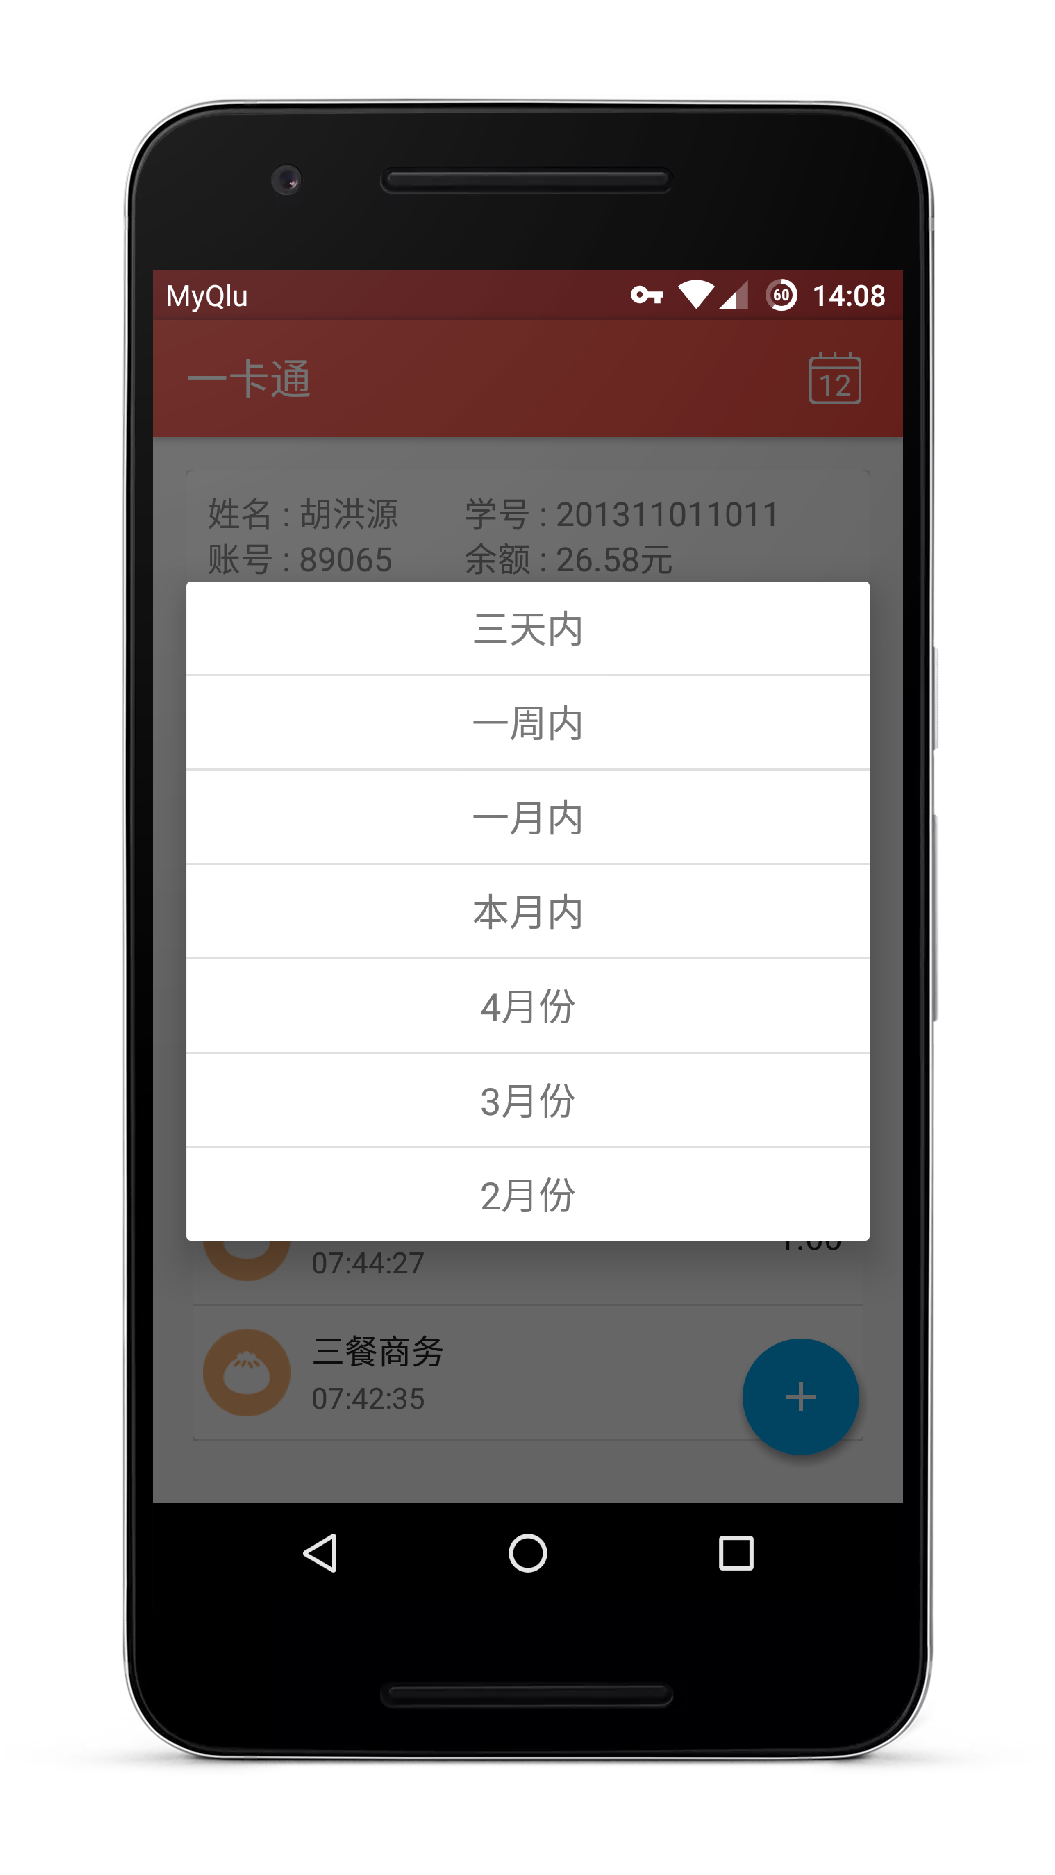 MyQlu 60 14:08
一卡通 12
姓名 : 胡洪源 学号 : 201311011011
账号 : 89065 余额 : 26.58元
三天内
一周内
一月内
本月内
4月份
3月份
2月份
07:44:27
三餐商务
07:42:35